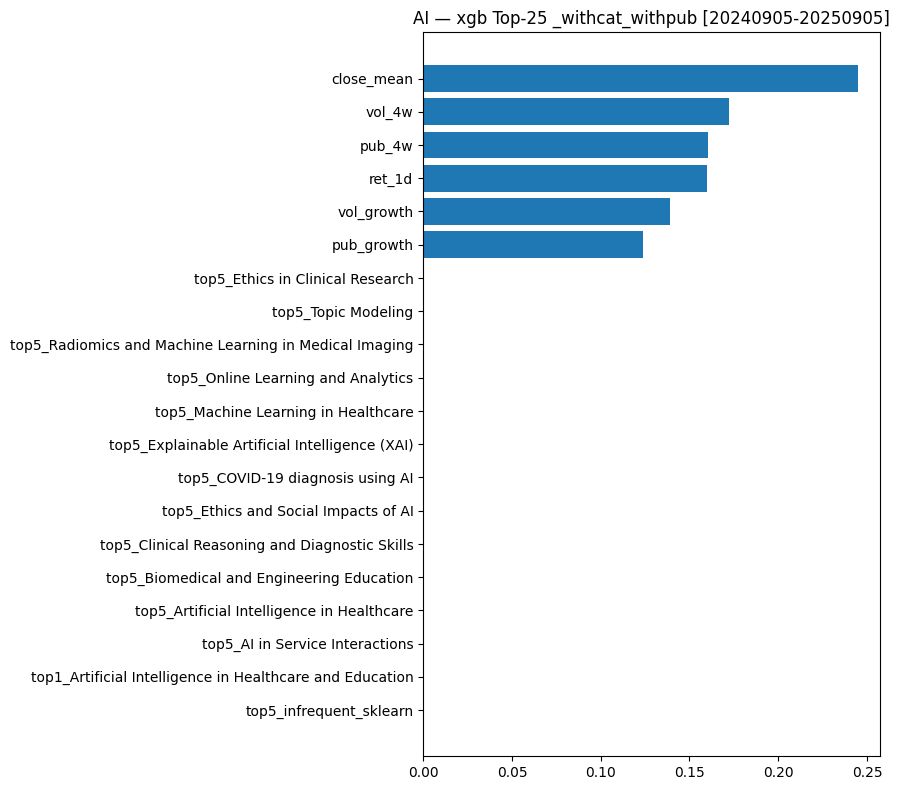 AI — xgb Top-25 _withcat_withpub [20240905-20250905]
close_mean
vol_4w
pub_4w
ret_1d
vol_growth
pub_growth
top5_Ethics in Clinical Research
top5_Topic Modeling
top5_Radiomics and Machine Learning in Medical Imaging
top5_Online Learning and Analytics
top5_Machine Learning in Healthcare
top5_Explainable Artificial Intelligence (XAI)
top5_COVID-19 diagnosis using AI
top5_Ethics and Social Impacts of AI
top5_Clinical Reasoning and Diagnostic Skills
top5_Biomedical and Engineering Education
top5_Artificial Intelligence in Healthcare
top5_AI in Service Interactions
top1_Artificial Intelligence in Healthcare and Education
top5_infrequent_sklearn
0.00 0.05 0.10 0.15 0.20 0.25